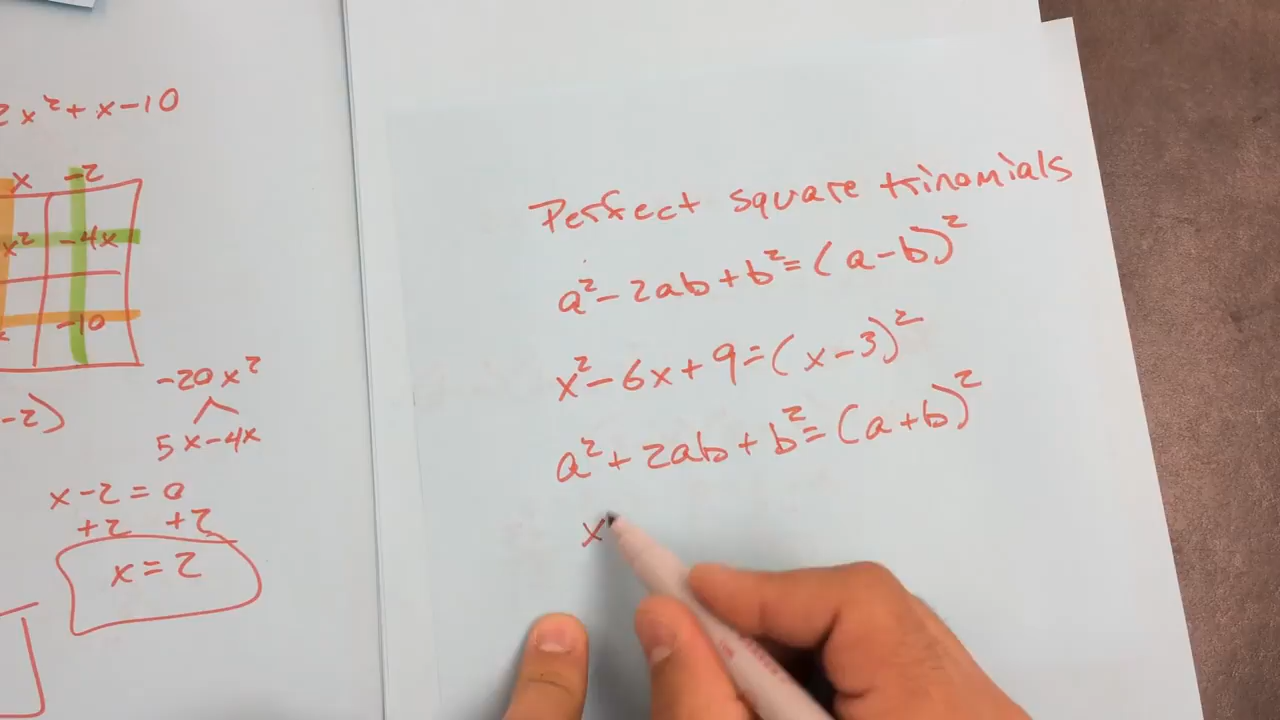 2x² + x - 10
x -2
x² -4x
-10
-2)
-20x²
5x -4x
x - 2 = 0
+2 +2
x = 2
Perfect square trinomials
a² - 2ab + b² = (a - b)²
x² - 6x + 9 = (x - 3)²
a² + 2ab + b² = (a + b)²
x